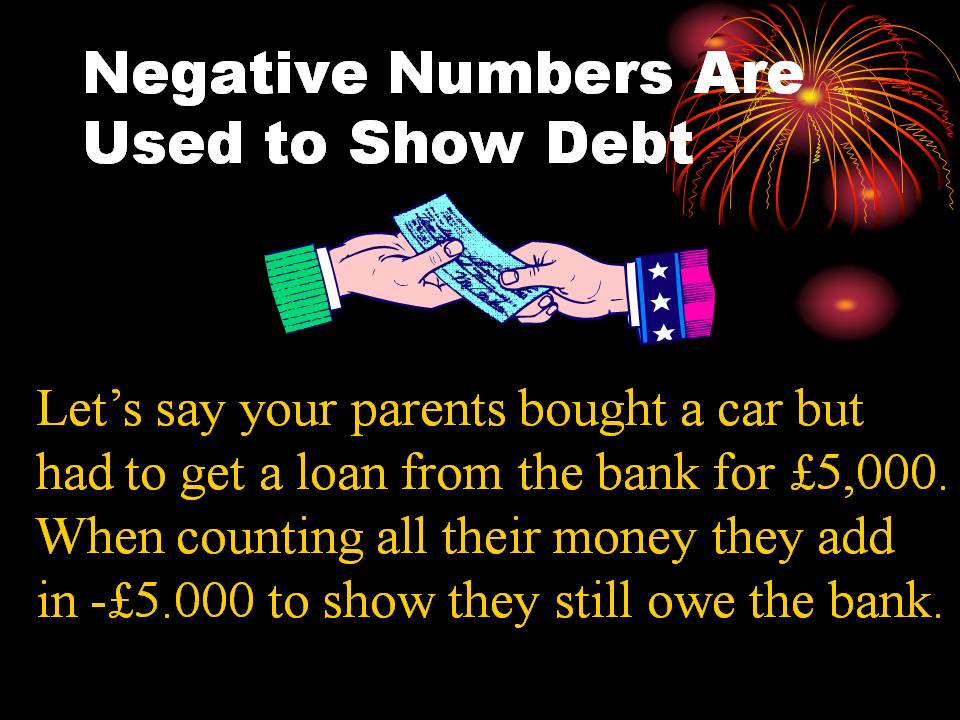 Negative Numbers Are
Used to Show Debt
Let’s say your parents bought a car but
had to get a loan from the bank for £5,000.
When counting all their money they add
in -£5.000 to show they still owe the bank.